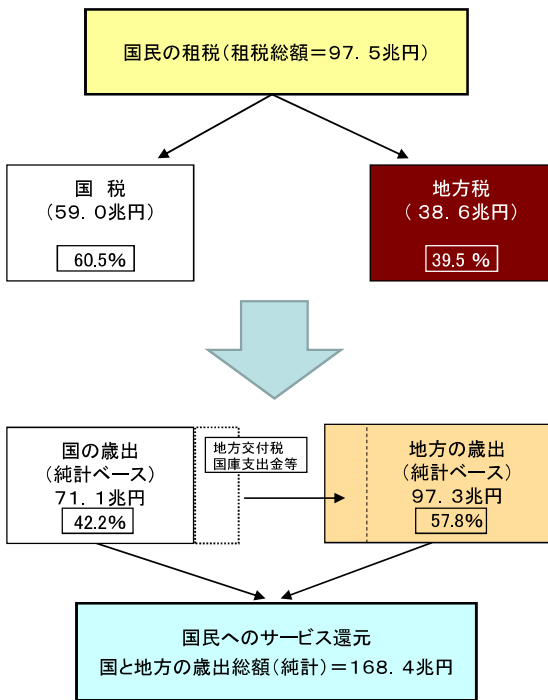 国民の租税(租税総額＝97．5兆円)
国 税
(59．0兆円)
60.5%
地方税
( 38．6兆円)
39.5 %
国の歳出
(純計ベース)
71．1兆円
42.2%
地方交付税
国庫支出金等
地方の歳出
(純計ベース)
97．3兆円
57.8%
国民へのサービス還元
国と地方の歳出総額(純計)＝168．4兆円